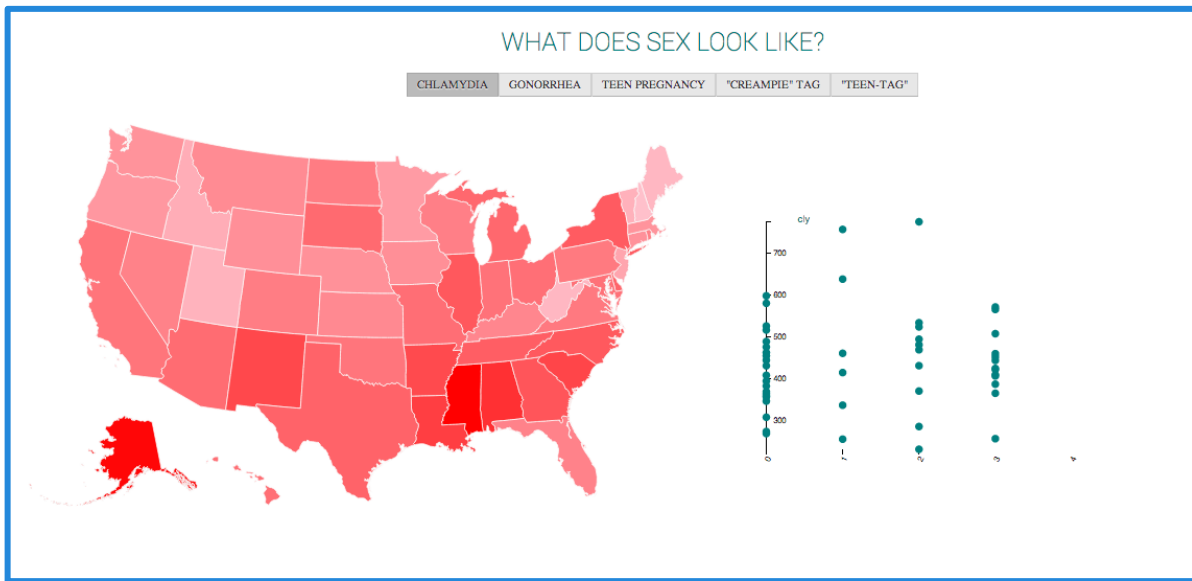 WHAT DOES SEX LOOK LIKE?
CHLAMYDIA GONORRHEA TEEN PREGNANCY "CREAMPIE" TAG "TEEN-TAG"
cly
700
600
500
400
300
0 1 2 3 4